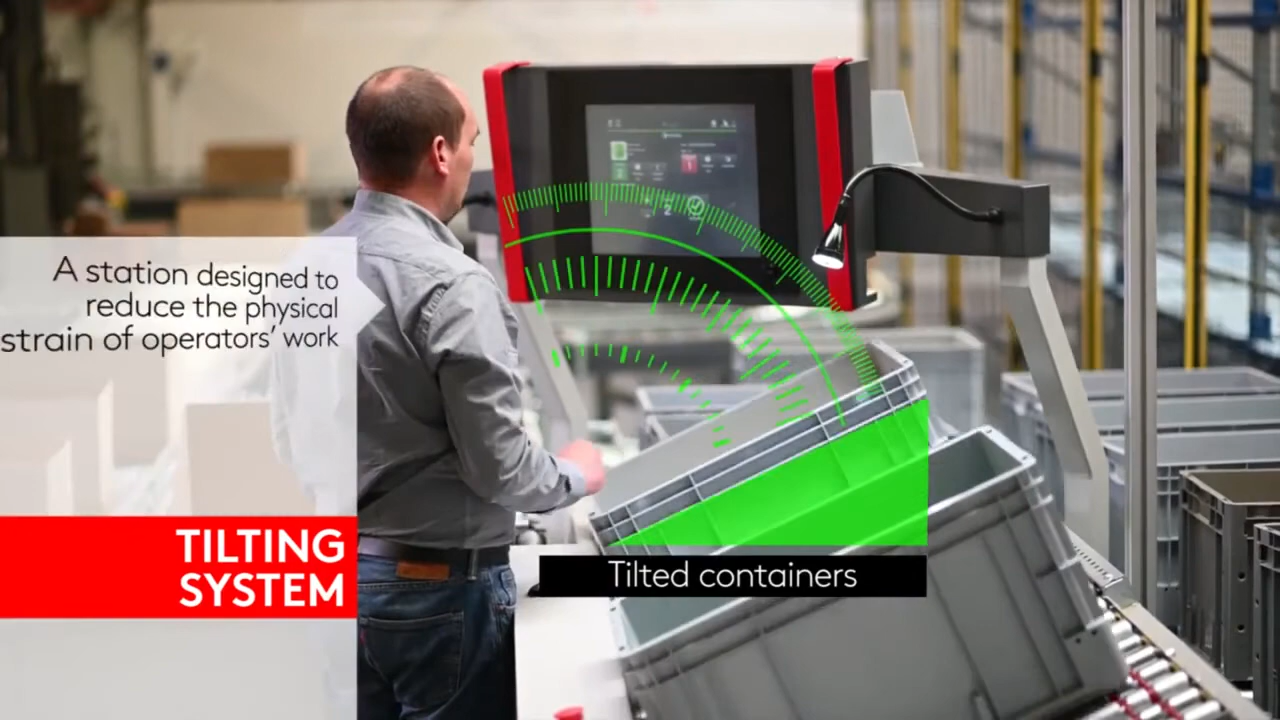 A station designed to
reduce the physical
strain of operators' work
TILTING
SYSTEM
Tilted containers